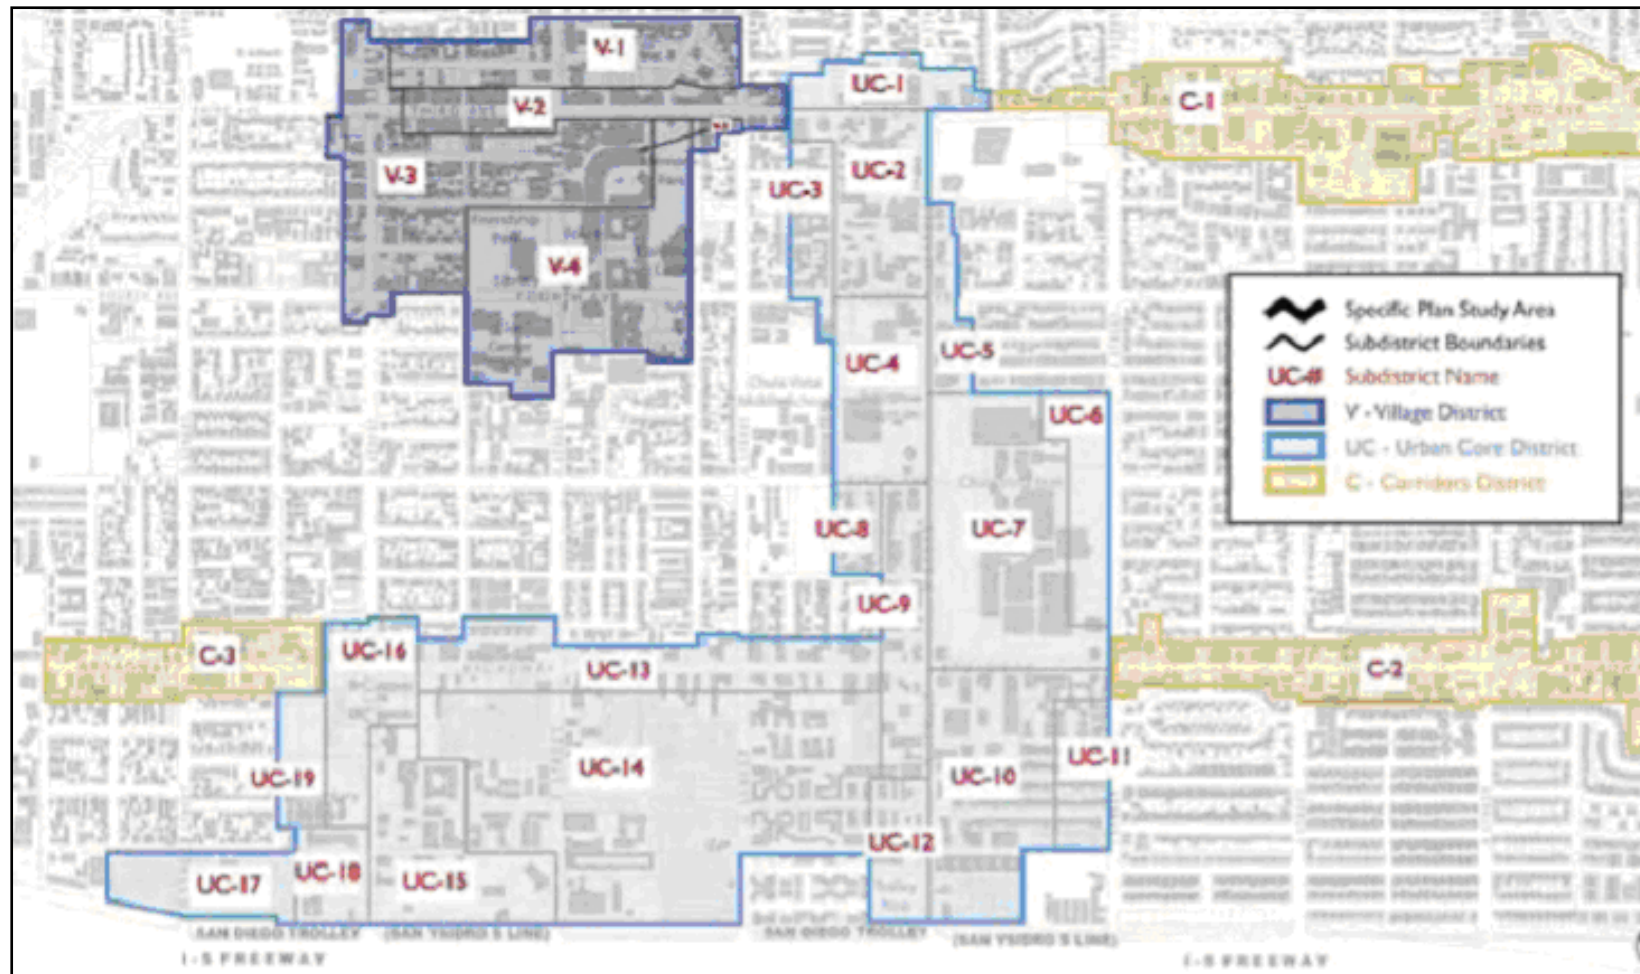 V-1
UC-1
V-2
C-1
V-3
UC-3
UC-2
V-4
Specific Plan Study Area
Subdistrict Boundaries
UC-# Subdistrict Name
V - Village District
UC - Urban Core District
C - Corridors District
UC-4
UC-5
UC-6
UC-8
UC-7
UC-9
C-3
UC-16
UC-13
C-2
UC-19
UC-14
UC-10
UC-11
UC-12
UC-17
UC-18
UC-15
SAN DIEGO TROLLEY
(SAN YSIDRO S LINE)
SAN DIEGO TROLLEY
(SAN YSIDRO S LINE)
I-5 FREEWAY
I-5 FREEWAY